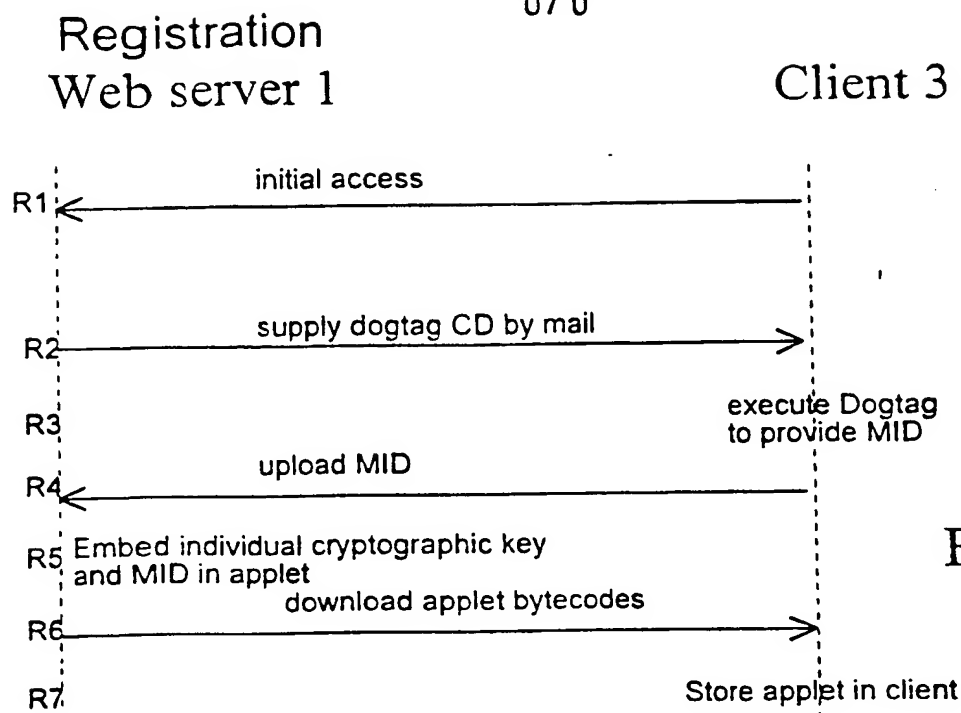 Registration
Web server 1
Client 3
R1
initial access
R2
supply dogtag CD by mail
R3
execute Dogtag
to provide MID
R4
upload MID
R5
Embed individual cryptographic key
and MID in applet
R6
download applet bytecodes
R7
Store applet in client